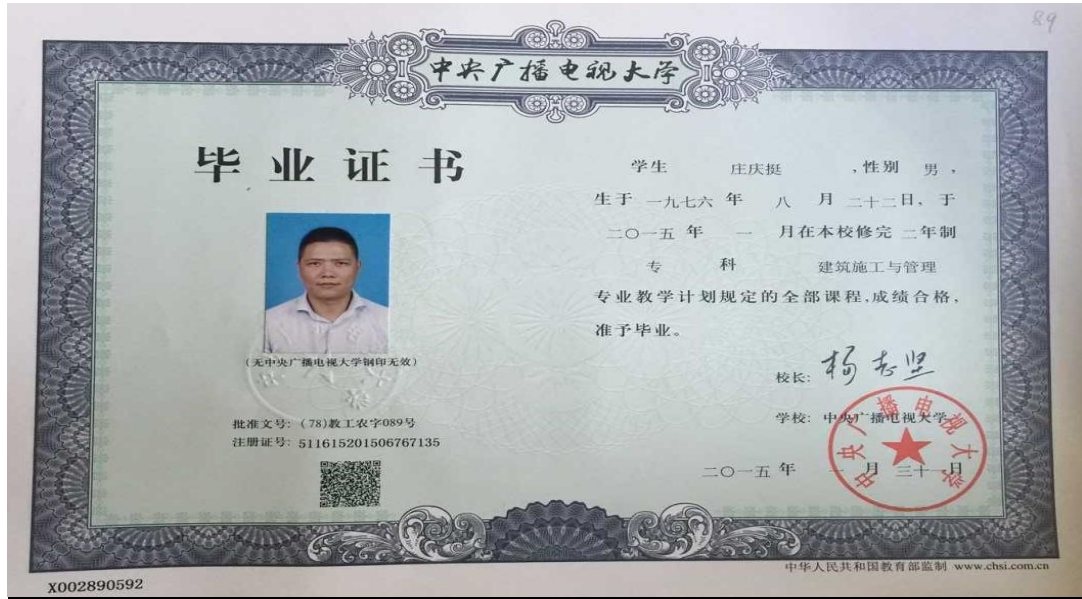 89
中央广播电视大学
毕业证书
学生 庄庆挺 ,性别 男 ,
生于 一九七六 年 八 月 二十二日, 于
二〇一五 年 一 月在本校修完 二年制
专 科 建筑施工与管理
专业教学计划规定的全部课程,成绩合格,
准予毕业。
(无中央广播电视大学钢印无效)
校长: 杨志坚
批准文号: (78)教工农字089号
注册证号: 511615201506767135
学校: 中央广播电视大学
中央广播电视大学
二〇一五 年 一 月 三十一日
中华人民共和国教育部监制 www.chsi.com.cn
X002890592